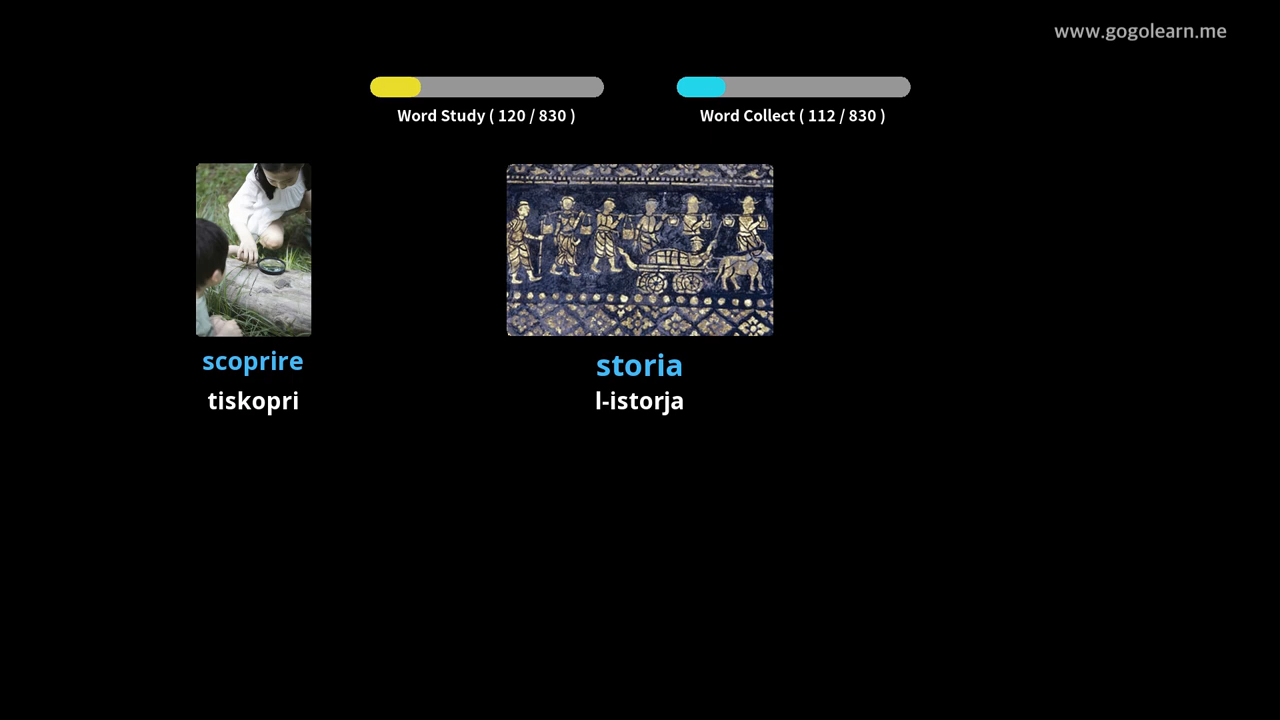 www.gogolearn.me
Word Study ( 120 / 830 )
Word Collect ( 112 / 830 )
scoprire
tiskopri
storia
l-istorja